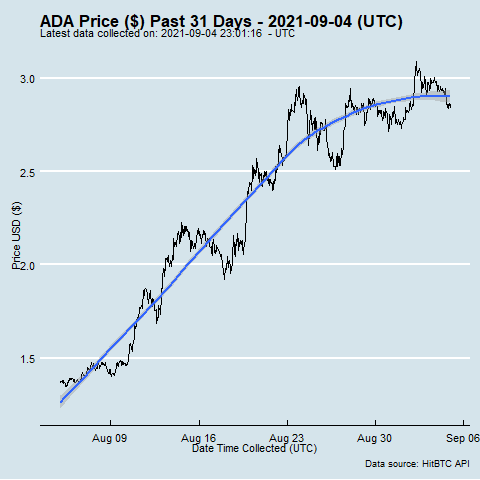 ADA Price ($) Past 31 Days - 2021-09-04 (UTC)
Latest data collected on: 2021-09-04 23:01:16  - UTC
3.0
2.5
2.0
1.5
Price USD ($)
Aug 09 Aug 16 Aug 23 Aug 30 Sep 06
Date Time Collected (UTC)
Data source: HitBTC API